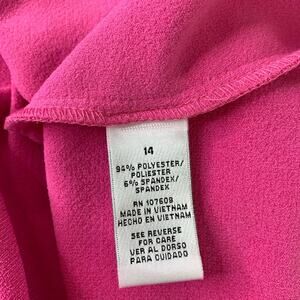 14
94% POLYESTER/
POLIESTER
6% SPANDEX/
SPANDEX
RN 107609
MADE IN VIETNAM
HECHO EN VIETNAM
SEE REVERSE
FOR CARE
VER AL DORSO
PARA CUIDADO